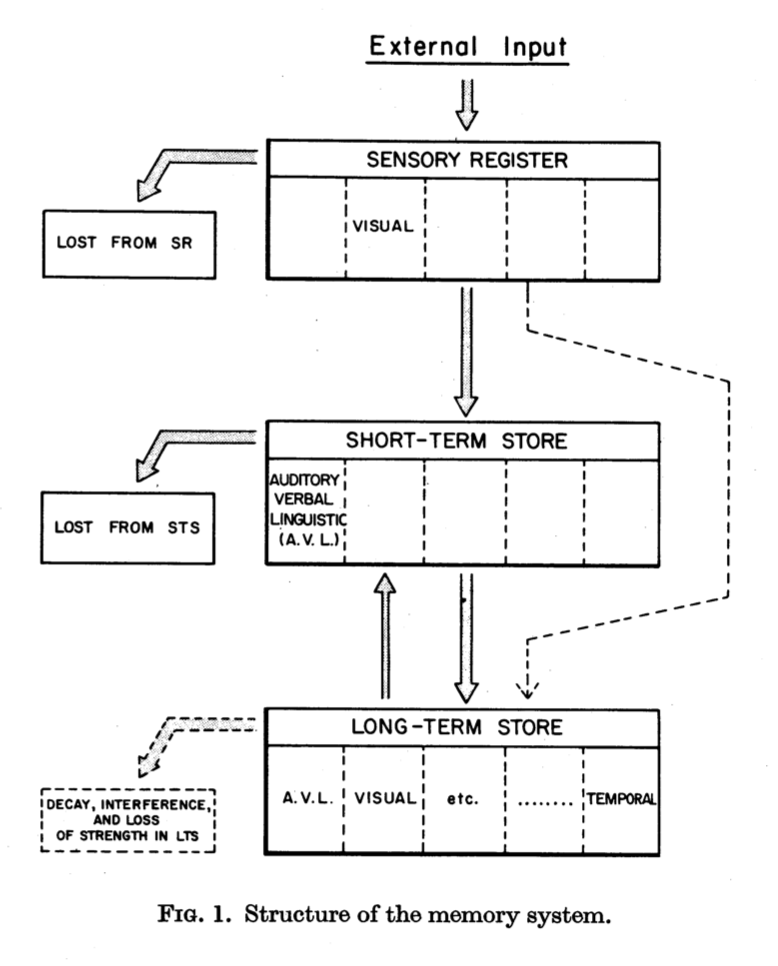 External Input
SENSORY REGISTER
VISUAL
LOST FROM SR
SHORT-TERM STORE
AUDITORY
VERBAL
LINGUISTIC
(A.V.L.)
LOST FROM STS
LONG-TERM STORE
A.V.L.
VISUAL
etc.
........
TEMPORAL
DECAY, INTERFERENCE,
AND LOSS
OF STRENGTH IN LTS
FIG. 1. Structure of the memory system.